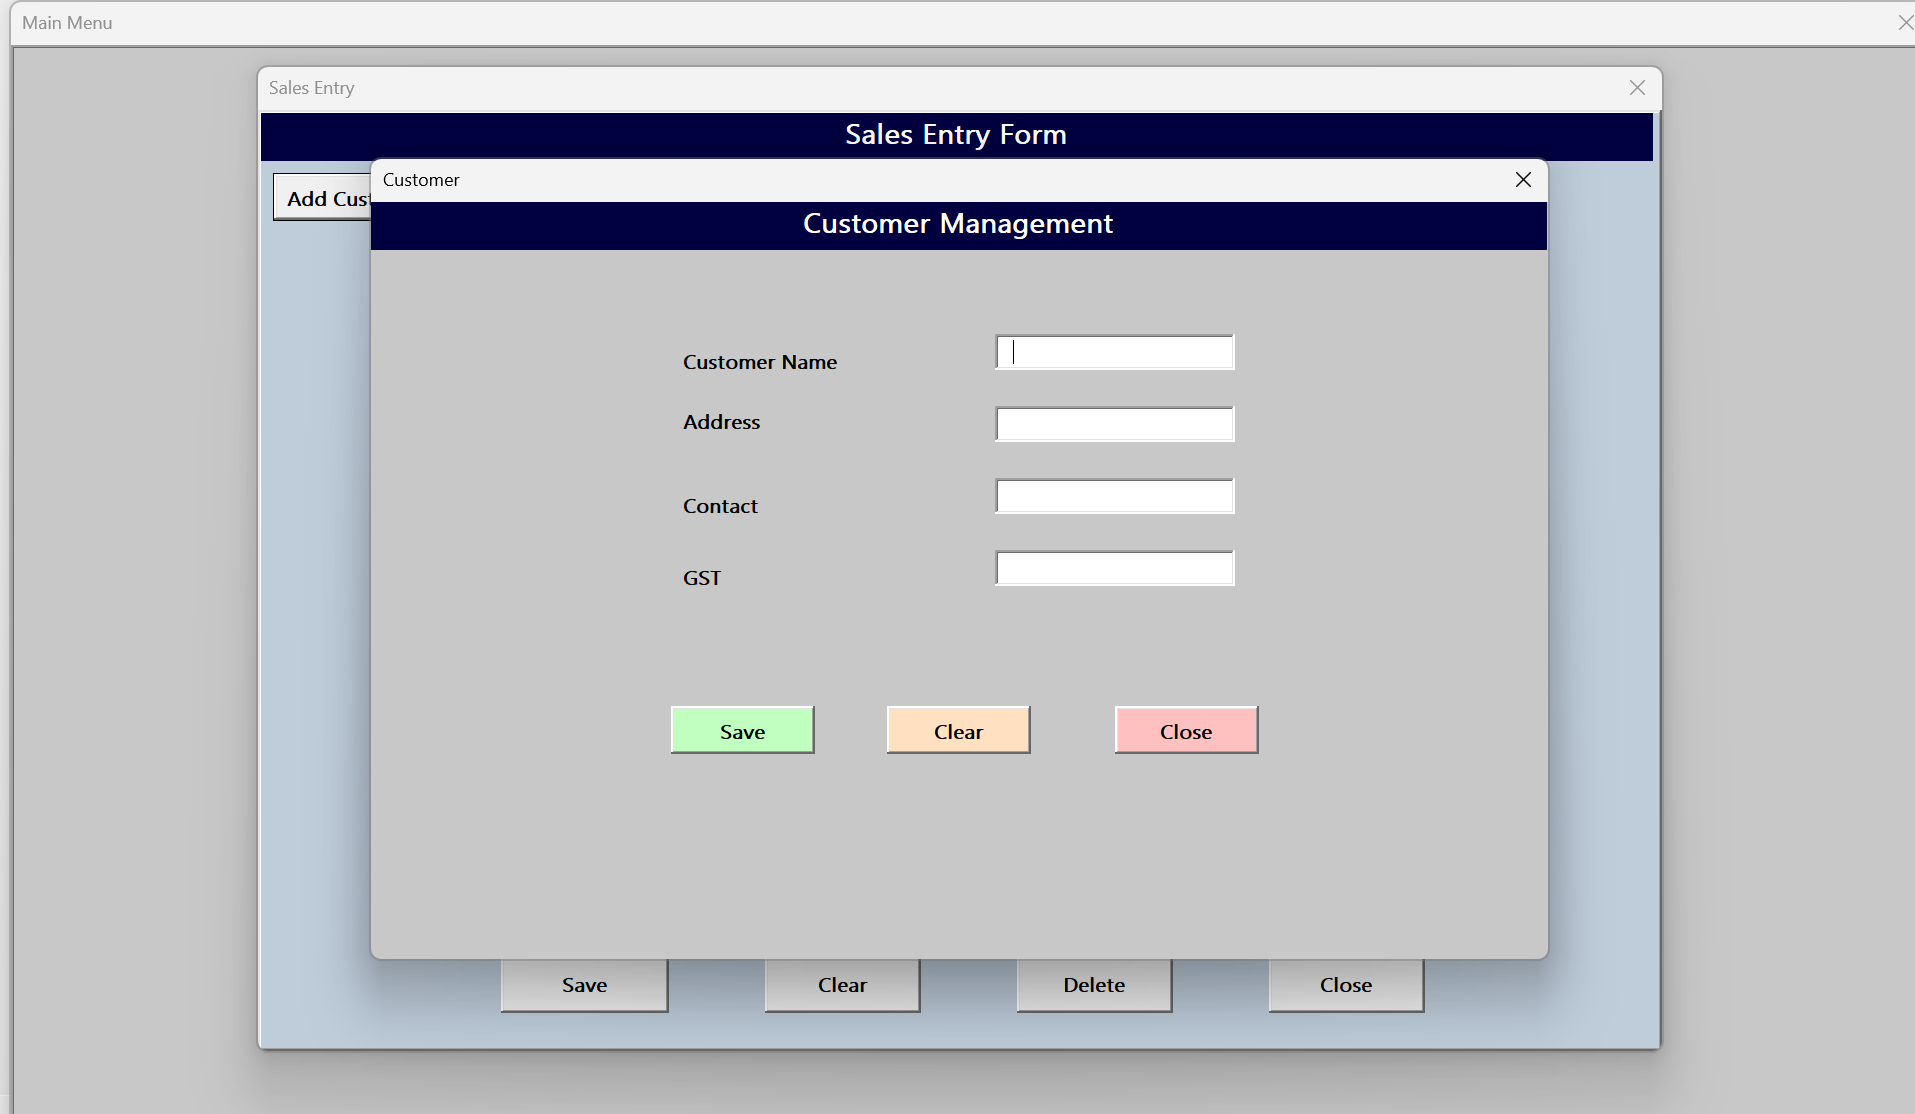 Main Menu
Sales Entry
Sales Entry Form
Add Cust
Customer
Customer Management
Customer Name
Address
Contact
GST
Save Clear Close
Save Clear Delete Close